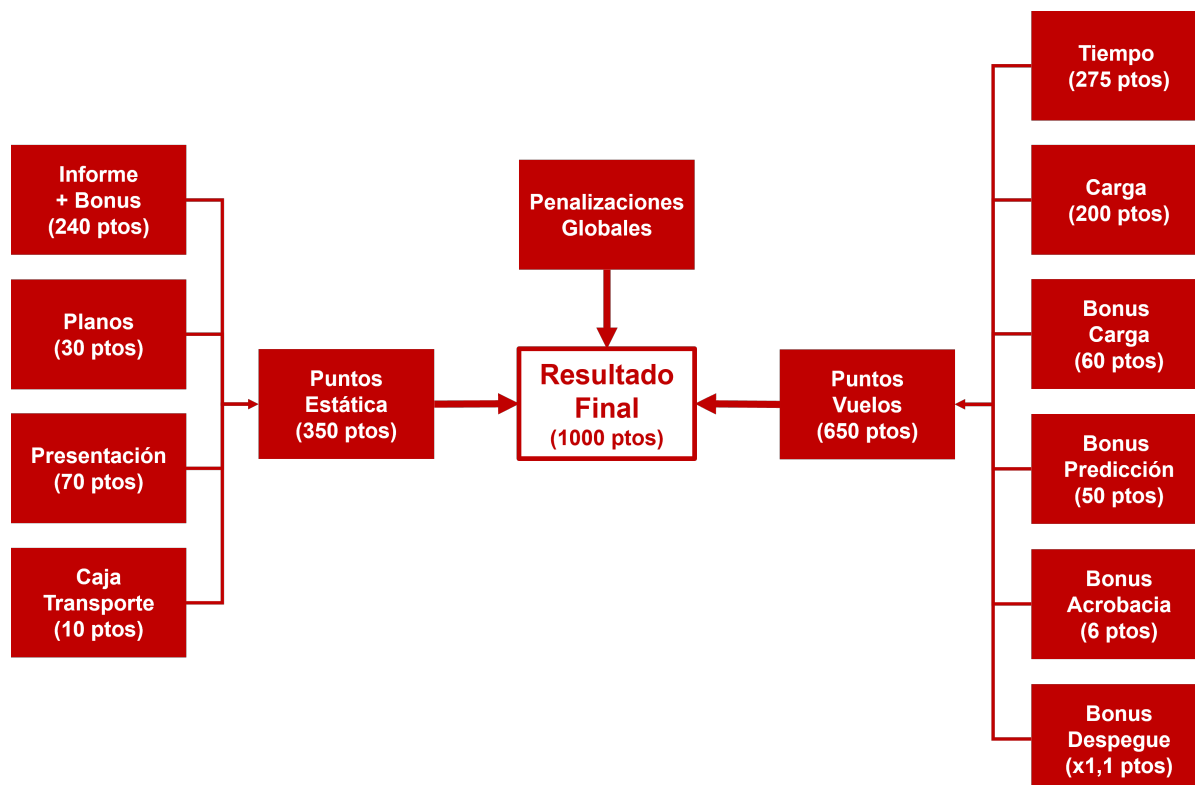 Informe
+ Bonus
(240 ptos)
Planos
(30 ptos)
Presentación
(70 ptos)
Caja
Transporte
(10 ptos)
Puntos
Estática
(350 ptos)
Penalizaciones
Globales
Resultado
Final
(1000 ptos)
Puntos
Vuelos
(650 ptos)
Tiempo
(275 ptos)
Carga
(200 ptos)
Bonus
Carga
(60 ptos)
Bonus
Predicción
(50 ptos)
Bonus
Acrobacia
(6 ptos)
Bonus
Despegue
(x1,1 ptos)